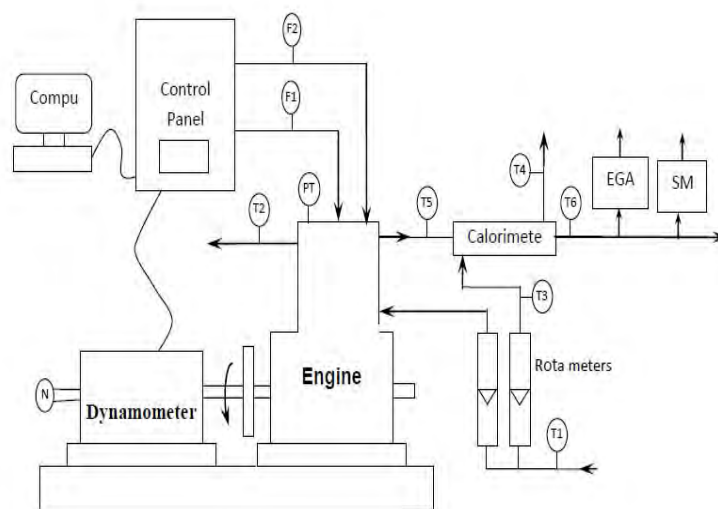 F2
Compu
Control
Panel
F1
T4
EGA
SM
PT
T2
T5
T6
Calorimete
T3
Engine
Rota meters
N
Dynamometer
T1